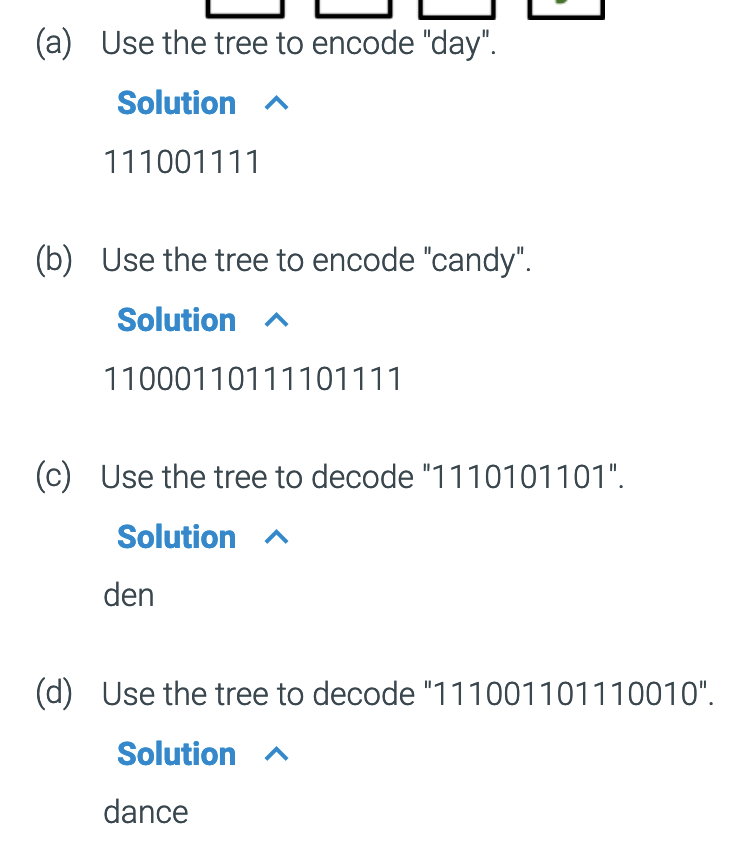 (a) Use the tree to encode "day".
Solution
111001111
(b) Use the tree to encode "candy".
Solution
11000110111101111
(c) Use the tree to decode "1110101101".
Solution
den
(d) Use the tree to decode "111001101110010".
Solution
dance